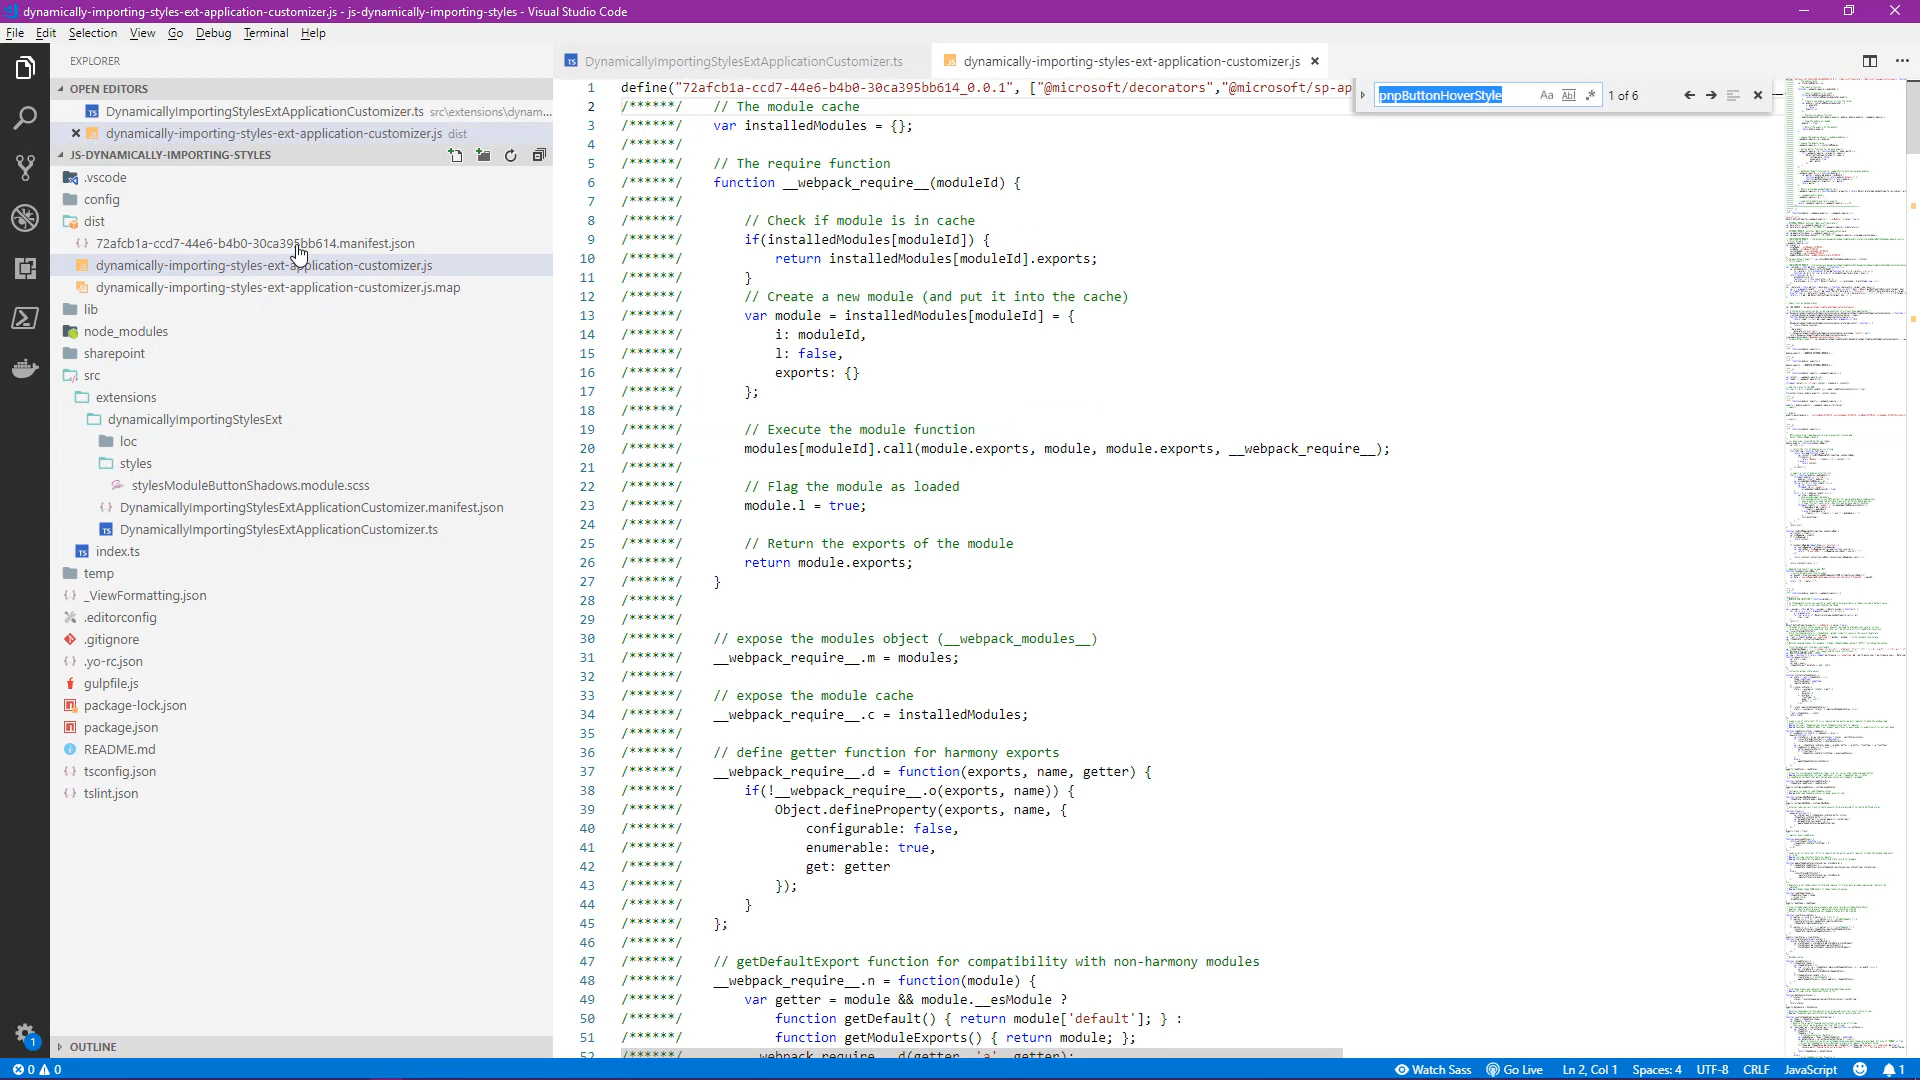 dynamically-importing-styles-ext-application-customizer.js - js-dynamically-importing-styles - Visual Studio Code
File Edit Selection View Go Debug Terminal Help
EXPLORER
OPEN EDITORS
DynamicallyImportingStylesExtApplicationCustomizer.ts src\extensions\dynam...
dynamically-importing-styles-ext-application-customizer.js dist
JS-DYNAMICALLY-IMPORTING-STYLES
.vscode
config
dist
72afcb1a-ccd7-44e6-b4b0-30ca395bb614.manifest.json
dynamically-importing-styles-ext-application-customizer.js
dynamically-importing-styles-ext-application-customizer.js.map
lib
node_modules
sharepoint
src
extensions
dynamicallyImportingStylesExt
loc
styles
stylesModuleButtonShadows.module.scss
DynamicallyImportingStylesExtApplicationCustomizer.manifest.json
DynamicallyImportingStylesExtApplicationCustomizer.ts
index.ts
temp
_ViewFormatting.json
.editorconfig
.gitignore
.yo-rc.json
gulpfile.js
package-lock.json
package.json
README.md
tsconfig.json
tslint.json
OUTLINE
DynamicallyImportingStylesExtApplicationCustomizer.ts
dynamically-importing-styles-ext-application-customizer.js
pnpButtonHoverStyle Aa Abl .* 1 of 6
1 define("72afcb1a-ccd7-44e6-b4b0-30ca395bb614_0.0.1", ["@microsoft/decorators","@microsoft/sp-ap
2 /******/ // The module cache
3 /******/ var installedModules = {};
4 /******/
5 /******/ // The require function
6 /******/ function __webpack_require__(moduleId) {
7 /******/
8 /******/ // Check if module is in cache
9 /******/ if(installedModules[moduleId]) {
10 /******/ return installedModules[moduleId].exports;
11 /******/ }
12 /******/ // Create a new module (and put it into the cache)
13 /******/ var module = installedModules[moduleId] = {
14 /******/ i: moduleId,
15 /******/ l: false,
16 /******/ exports: {}
17 /******/ };
18 /******/
19 /******/ // Execute the module function
20 /******/ modules[moduleId].call(module.exports, module, module.exports, __webpack_require__);
21 /******/
22 /******/ // Flag the module as loaded
23 /******/ module.l = true;
24 /******/
25 /******/ // Return the exports of the module
26 /******/ return module.exports;
27 /******/ }
28 /******/
29 /******/
30 /******/ // expose the modules object (__webpack_modules__)
31 /******/ __webpack_require__.m = modules;
32 /******/
33 /******/ // expose the module cache
34 /******/ __webpack_require__.c = installedModules;
35 /******/
36 /******/ // define getter function for harmony exports
37 /******/ __webpack_require__.d = function(exports, name, getter) {
38 /******/ if(!__webpack_require__.o(exports, name)) {
39 /******/ Object.defineProperty(exports, name, {
40 /******/ configurable: false,
41 /******/ enumerable: true,
42 /******/ get: getter
43 /******/ });
44 /******/ }
45 /******/ };
46 /******/
47 /******/ // getDefaultExport function for compatibility with non-harmony modules
48 /******/ __webpack_require__.n = function(module) {
49 /******/ var getter = module && module.__esModule ?
50 /******/ function getDefault() { return module['default']; } :
51 /******/ function getModuleExports() { return module; };
52 /******/ __webpack_require__.d(getter, 'a', getter);
1
0 0 Watch Sass Go Live Ln 2, Col 1 Spaces: 4 UTF-8 CRLF JavaScript 1